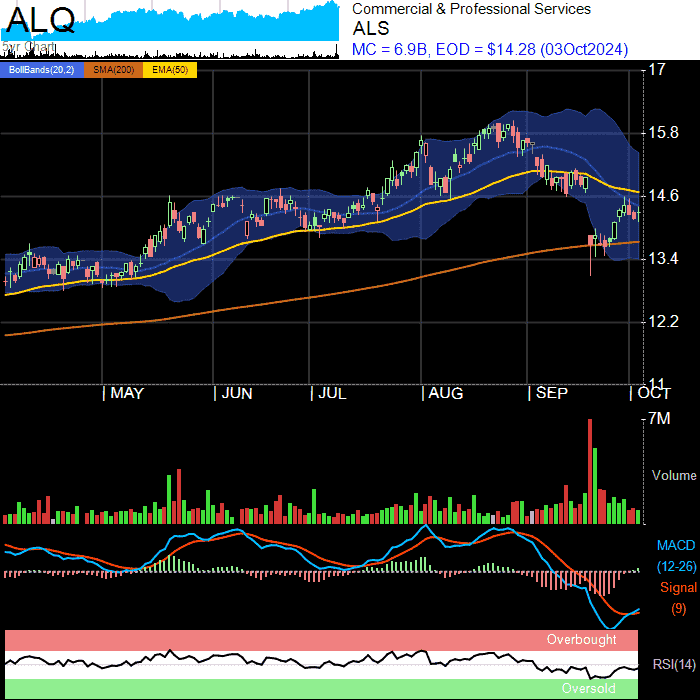 ALQ
Commercial & Professional Services
ALS
MC = 6.9B, EOD = $14.28 (03Oct2024)
5yr Chart
BollBands(20,2) SMA(200) EMA(50)
17
15.8
14.6
13.4
12.2
11
MAY JUN JUL AUG SEP OCT
7M
Volume
MACD
(12-26)
Signal
(9)
Overbought
RSI(14)
Oversold